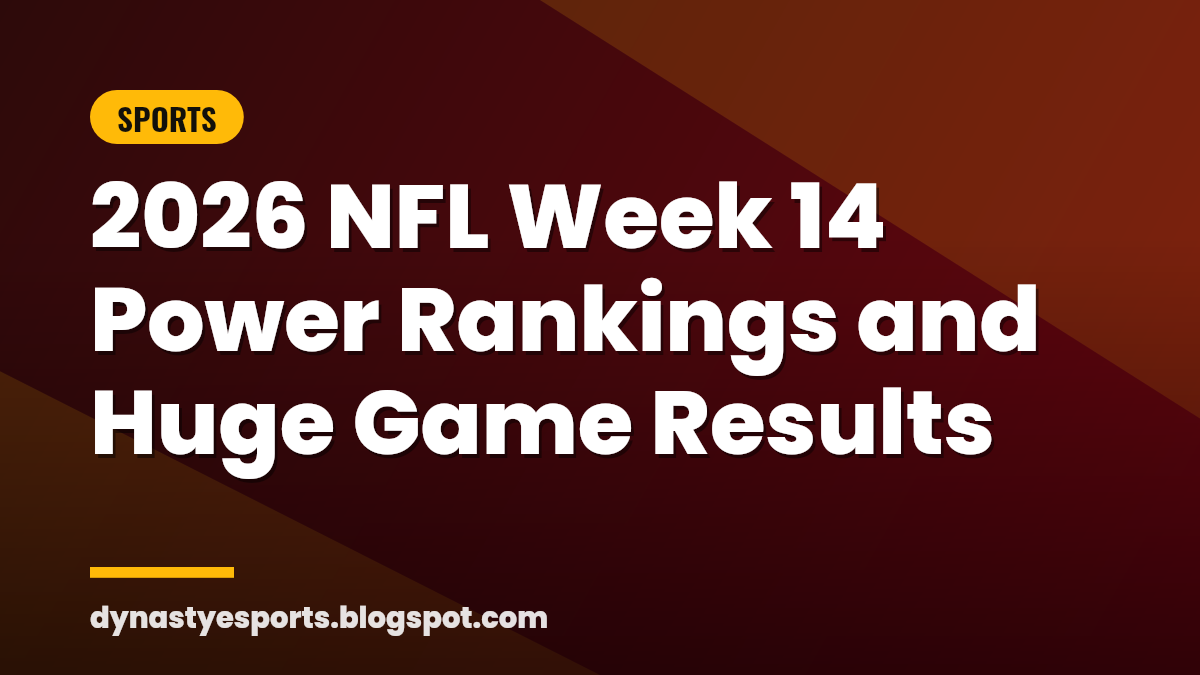 SPORTS
2026 NFL Week 14
Power Rankings and
Huge Game Results
dynastyesports.blogspot.com